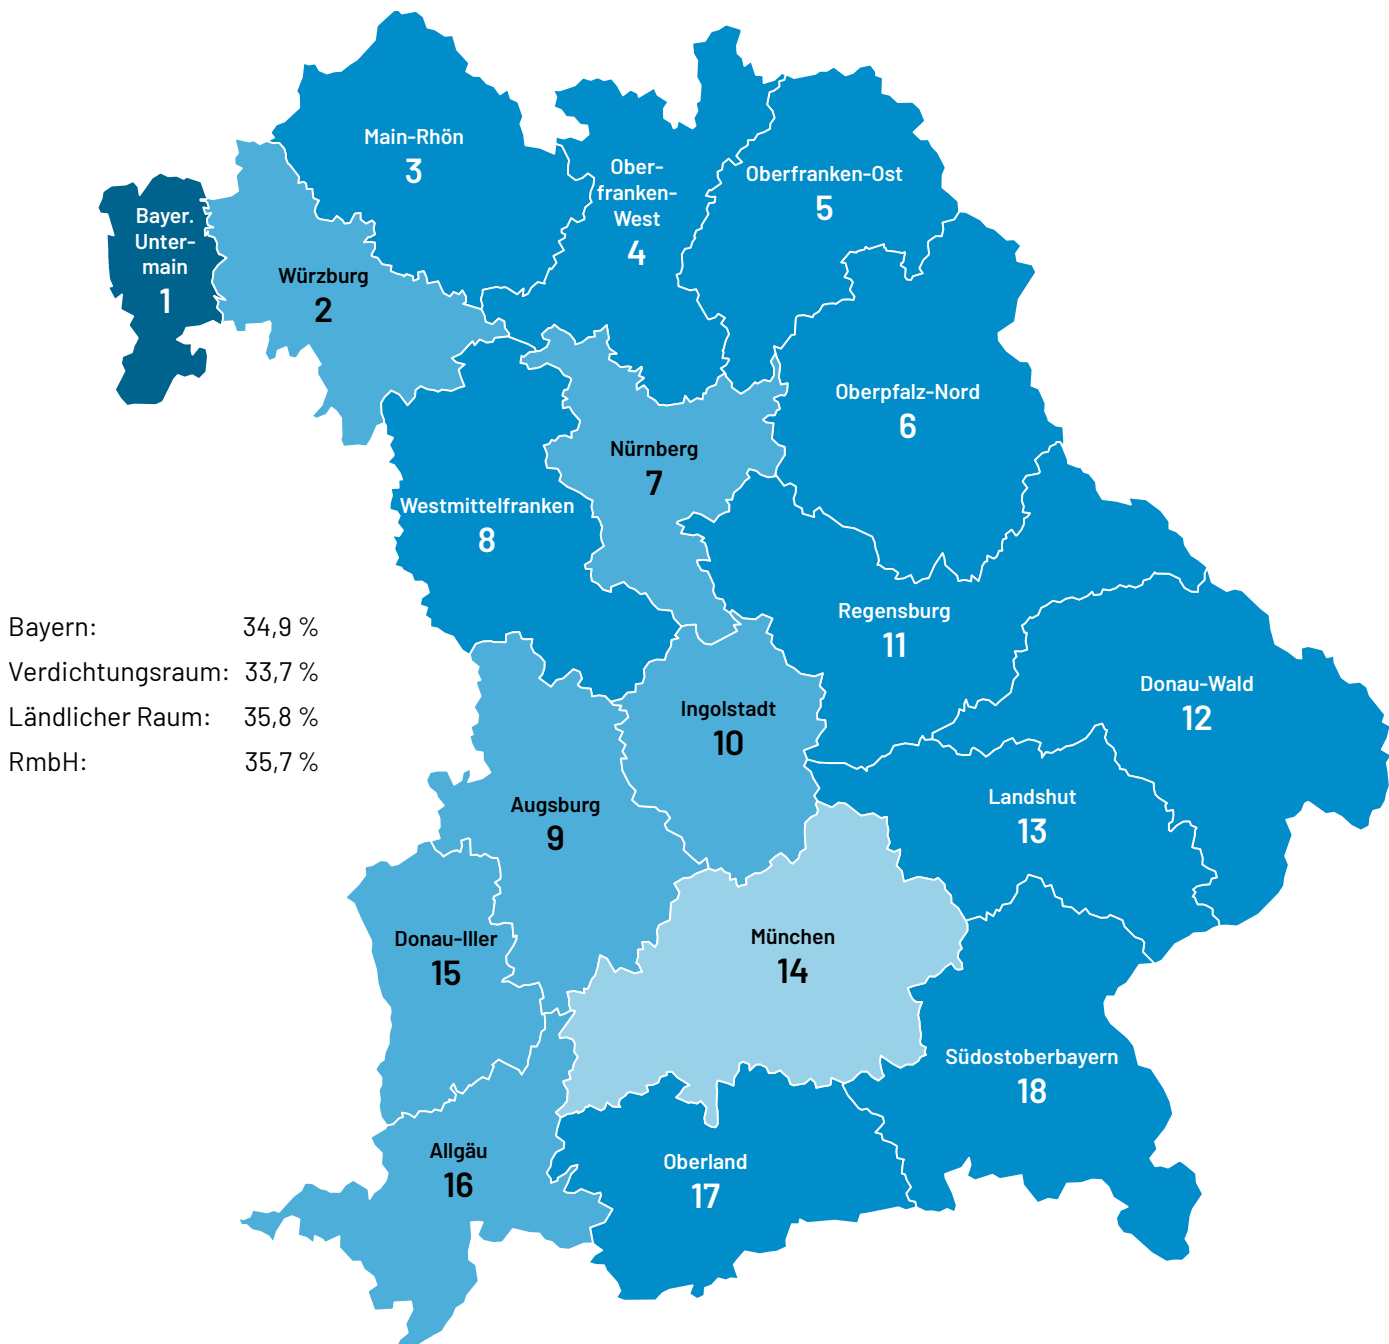 Main-Rhön
3
Ober-
franken-
West
4
Oberfranken-Ost
5
Bayer.
Unter-
main
1
Würzburg
2
Oberpfalz-Nord
6
Nürnberg
7
Westmittelfranken
8
Regensburg
11
Bayern: 34,9 %
Verdichtungsraum: 33,7 %
Ländlicher Raum: 35,8 %
RmbH: 35,7 %
Donau-Wald
12
Ingolstadt
10
Landshut
13
Augsburg
9
München
14
Donau-Iller
15
Südostoberbayern
18
Allgäu
16
Oberland
17